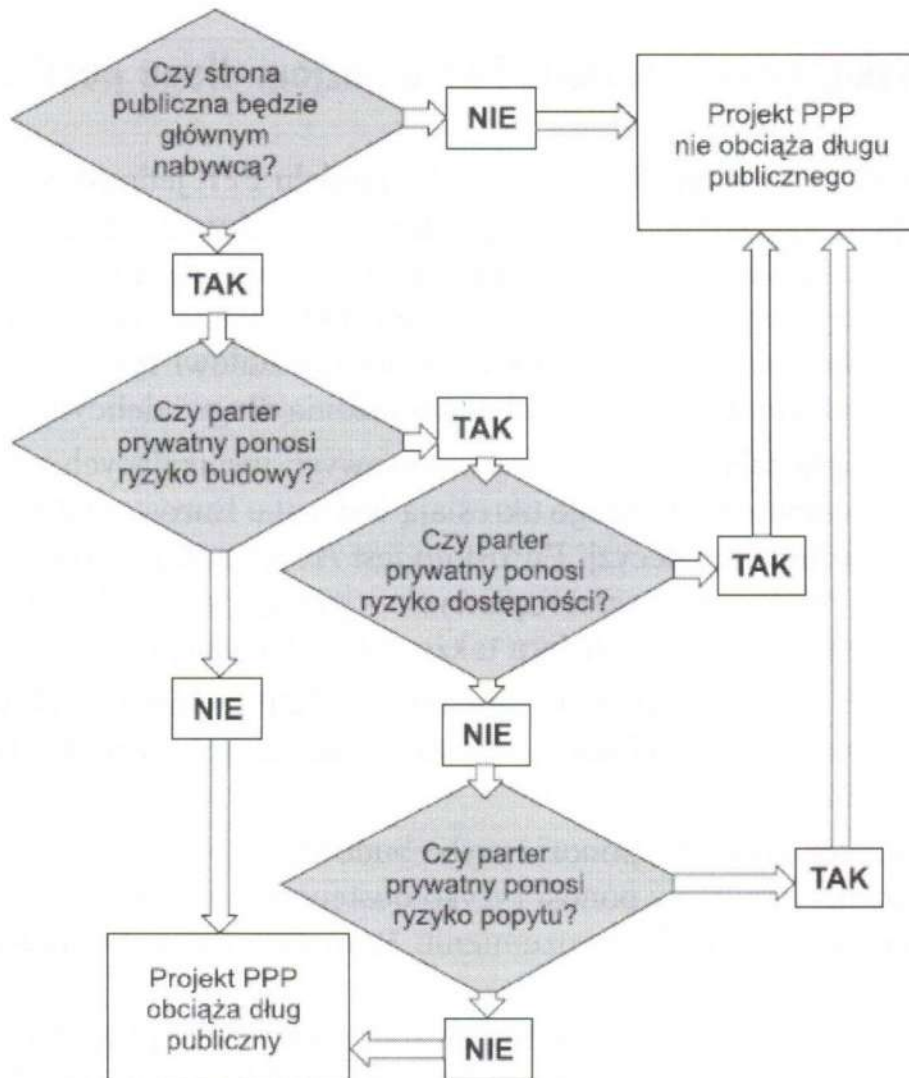 Czy strona
publiczna będzie
głównym
nabywcą?
NIE
Projekt PPP
nie obciąża długu
publicznego
TAK
Czy parter
prywatny ponosi
ryzyko budowy?
TAK
Czy parter
prywatny ponosi
ryzyko dostępności?
TAK
NIE
NIE
Czy parter
prywatny ponosi
ryzyko popytu?
TAK
Projekt PPP
obciąża dług
publiczny
NIE